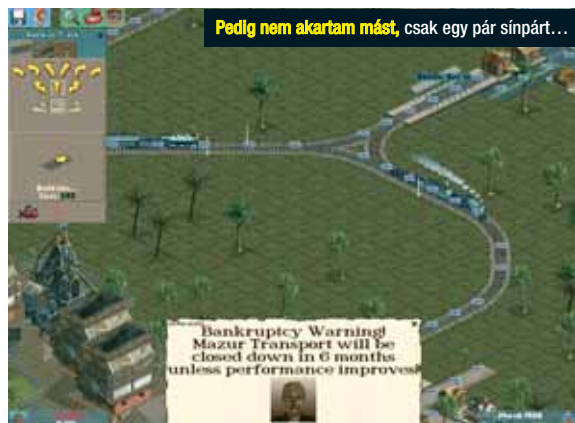 Pedig nem akartam mást, csak egy pár sínpárt…
Bankruptcy Warning!
Mazur Transport will be
closed down in 6 months
unless performance improves!